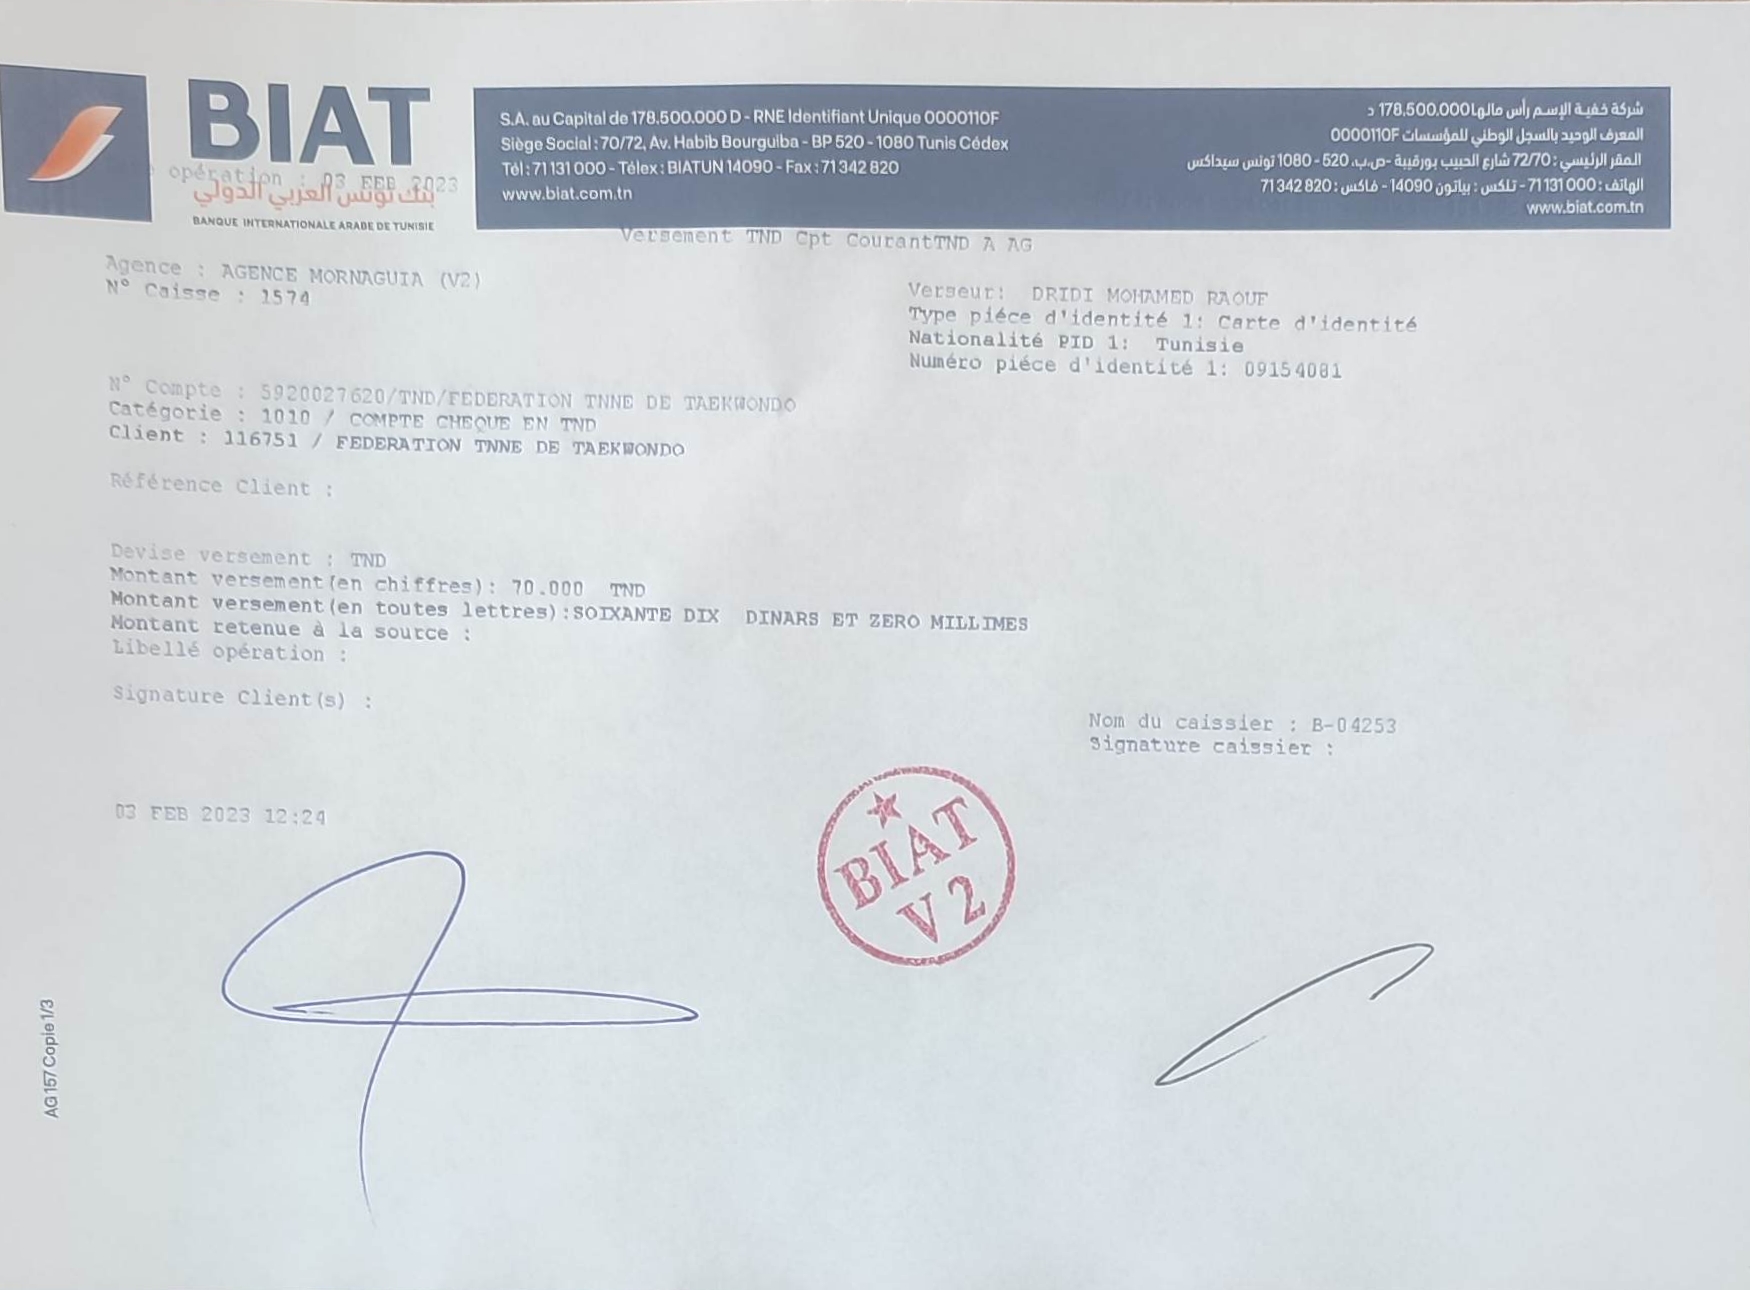 BIAT
بنك تونس العربي الدولي
BANQUE INTERNATIONALE ARABE DE TUNISIE
S.A. au Capital de 178.500.000 D - RNE Identifiant Unique 0000110F
Siège Social : 70/72, Av. Habib Bourguiba - BP 520 - 1080 Tunis Cédex
Tél : 71 131 000 - Télex : BIATUN 14090 - Fax : 71 342 820
www.biat.com.tn
شركة خفية الإسم رأس مالها 178.500.000 د
المعرف الوحيد بالسجل الوطني للمؤسسات 0000110F
المقر الرئيسي : 72/70 شارع الحبيب بورقيبة -ص.ب. 520 - 1080 تونس سيداكس
الهاتف : 71 131 000 - تلكس : بياتون 14090 - فاكس : 71 342 820
www.biat.com.tn
opération : 03 FEB 2023
Versement TND Cpt CourantTND A AG
Agence : AGENCE MORNAGUIA (V2)
N° Caisse : 1574
Verseur: DRIDI MOHAMED RAOUF
Type piéce d'identité 1: Carte d'identité
Nationalité PID 1: Tunisie
Numéro piéce d'identité 1: 09154081
N° Compte : 5920027620/TND/FEDERATION TNNE DE TAEKWONDO
Catégorie : 1010 / COMPTE CHEQUE EN TND
Client : 116751 / FEDERATION TNNE DE TAEKWONDO
Référence Client :
Devise versement : TND
Montant versement(en chiffres): 70.000 TND
Montant versement(en toutes lettres):SOIXANTE DIX DINARS ET ZERO MILLIMES
Montant retenue à la source :
Libellé opération :
Signature Client(s) :
Nom du caissier : B-04253
Signature caissier :
03 FEB 2023 12:24
BIAT
V2
AG 157 Copie 1/3